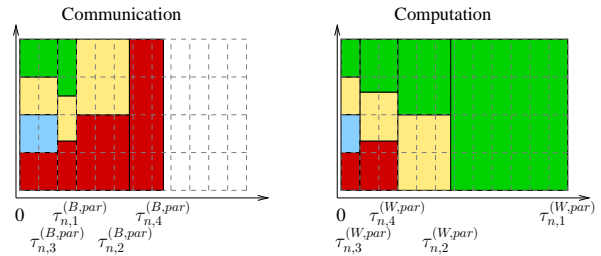 Communication Computation
0 τ_{n,1}^{(B,par)} τ_{n,4}^{(B,par)} 0 τ_{n,4}^{(W,par)} τ_{n,1}^{(W,par)}
τ_{n,3}^{(B,par)} τ_{n,2}^{(B,par)} τ_{n,3}^{(W,par)} τ_{n,2}^{(W,par)}